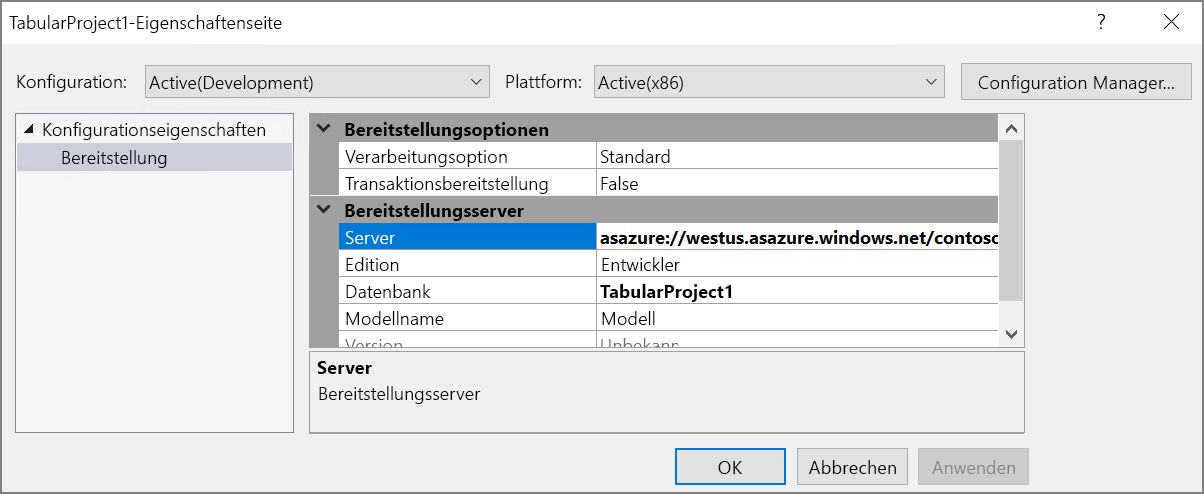 TabularProject1-Eigenschaftenseite ?
Konfiguration: Active(Development) Plattform: Active(x86) Configuration Manager...
Konfigurationseigenschaften
Bereitstellung
Bereitstellungsoptionen
Verarbeitungsoption Standard
Transaktionsbereitstellung False
Bereitstellungsserver
Server asazure://westus.asazure.windows.net/contoso
Edition Entwickler
Datenbank TabularProject1
Modellname Modell
Version Unbekann
Server
Bereitstellungsserver
OK Abbrechen Anwenden